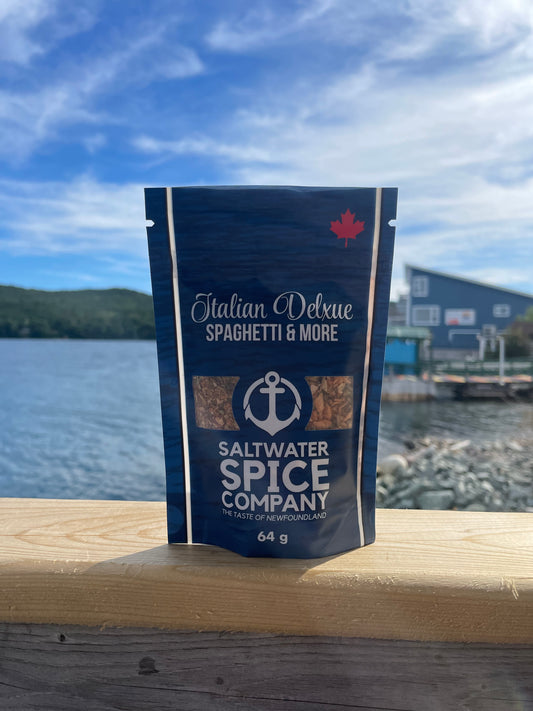 Italian Delxue
SPAGHETTI & MORE
SALTWATER
SPICE
COMPANY
THE TASTE OF NEWFOUNDLAND
64 g